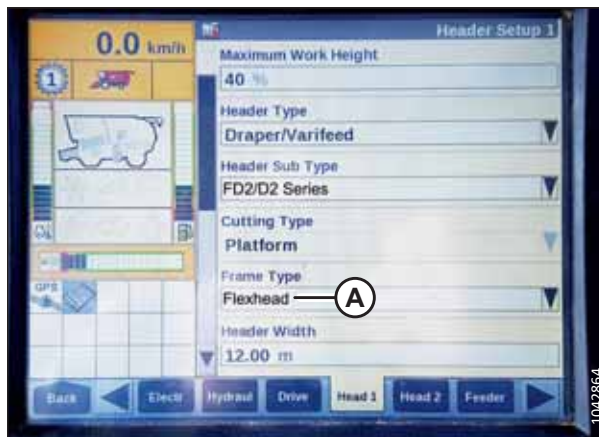 0.0 km/h
Header Setup 1
1
Maximum Work Height
40 %
Header Type
Draper/Varifeed
Header Sub Type
FD2/D2 Series
Cutting Type
Platform
Frame Type
Flexhead
A
Header Width
12.00 m
GPS
Back
Electr
Hydraul
Drive
Head 1
Head 2
Feeder
1042864